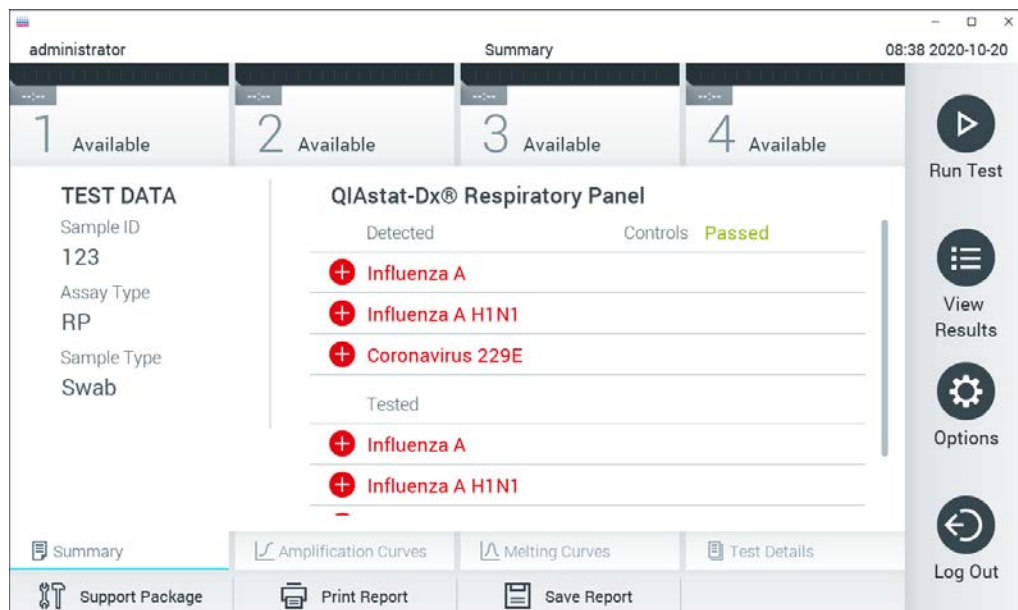 administrator Summary 08:38 2020-10-20
--:-- --:-- --:-- --:--
1 Available 2 Available 3 Available 4 Available
Run Test
TEST DATA
Sample ID
123
Assay Type
RP
Sample Type
Swab
QIAstat-Dx® Respiratory Panel
Detected Controls Passed
Influenza A
Influenza A H1N1
Coronavirus 229E
Tested
Influenza A
Influenza A H1N1
View
Results
Options
Log Out
Summary Amplification Curves Melting Curves Test Details
Support Package Print Report Save Report